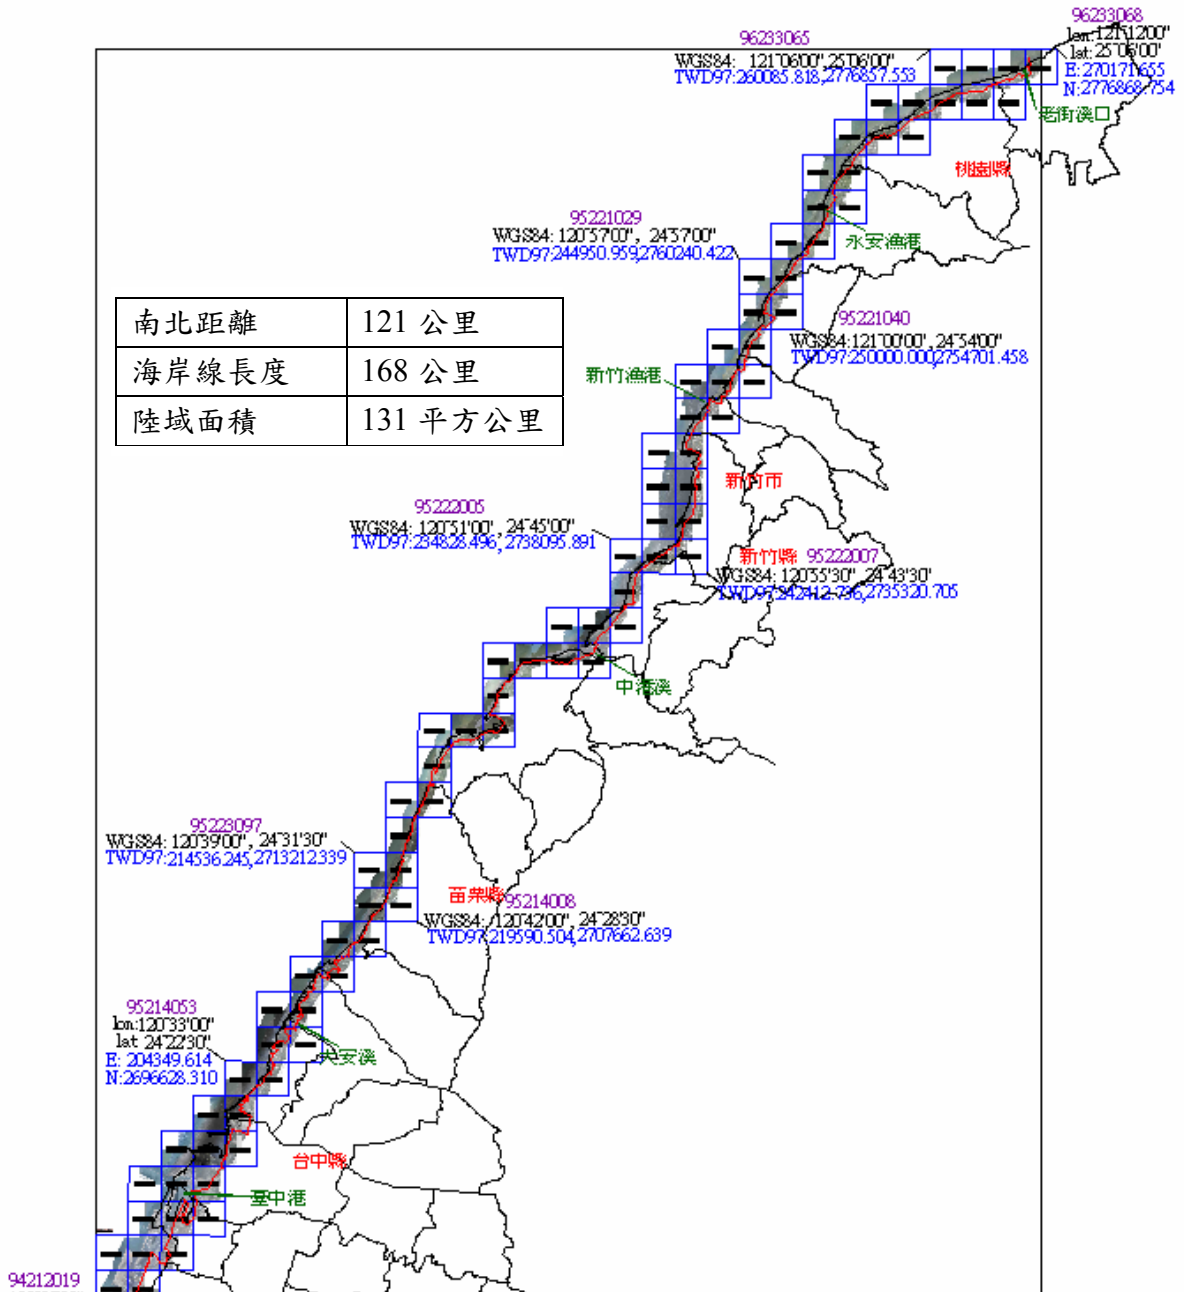 96233068
lon:121°12'00"
lat:25°06'00"
E:270171.655
N:2776868.754
96233065
WGS84: 121°06'00",25°06'00"
TWD97:260085.818,2776857.553
老街溪口
桃園縣
95221029
WGS84:120°57'00", 24°57'00"
TWD97:244950.959,2760240.422
永安漁港
南北距離 121 公里
海岸線長度 168 公里
陸域面積 131 平方公里
95221040
WGS84:121°00'00",24°54'00"
TWD97:250000.000,2754701.458
新竹漁港
新竹市
95222005
WGS84: 120°51'00", 24°45'00"
TWD97:234828.496,2738095.891
新竹縣 95222007
WGS84: 120°55'30", 24°43'30"
TWD97:242412.736,2735320.705
中港溪
95223097
WGS84:120°39'00", 24°31'30"
TWD97:214536.245,2713212.339
苗栗縣
95214008
WGS84: 120°42'00", 24°28'30"
TWD97:219590.504,2707662.639
95214053
lon:120°33'00"
lat 24°22'30"
E: 204349.614
N:2696628.310
大安溪
台中縣
臺中港
94212019